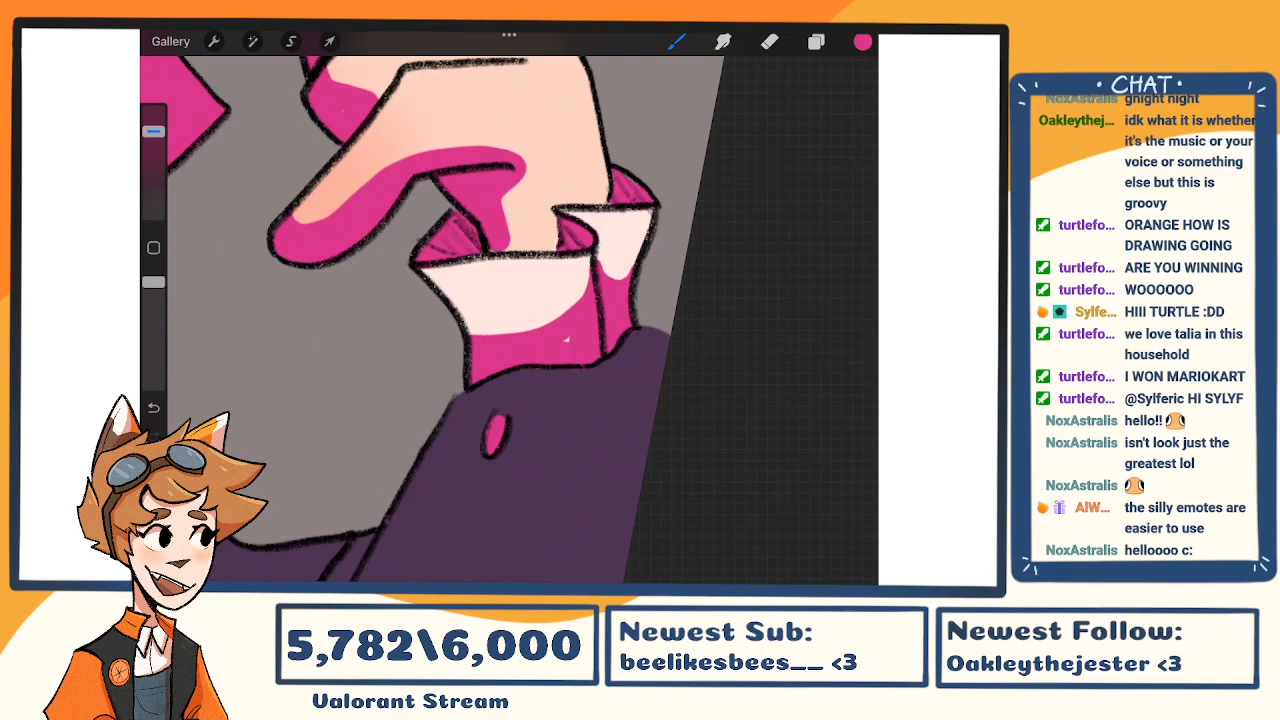 Gallery
• CHAT •
NoxAstralis gnight night
Oakleythej... idk what it is whether
it's the music or your
voice or something
else but this is
groovy
turtlefo... ORANGE HOW IS
DRAWING GOING
turtlefo... ARE YOU WINNING
turtlefo... WOOOOOO
Sylfe... HIII TURTLE :DD
turtlefo... we love talia in this
household
turtlefo... I WON MARIOKART
turtlefo... @Sylferic HI SYLYF
NoxAstralis hello!!
NoxAstralis isn't look just the
greatest lol
NoxAstralis
AlW... the silly emotes are
easier to use
NoxAstralis helloooo c:
5,782\6,000
Valorant Stream
Newest Sub:
beelikesbees__ <3
Newest Follow:
Oakleythejester <3